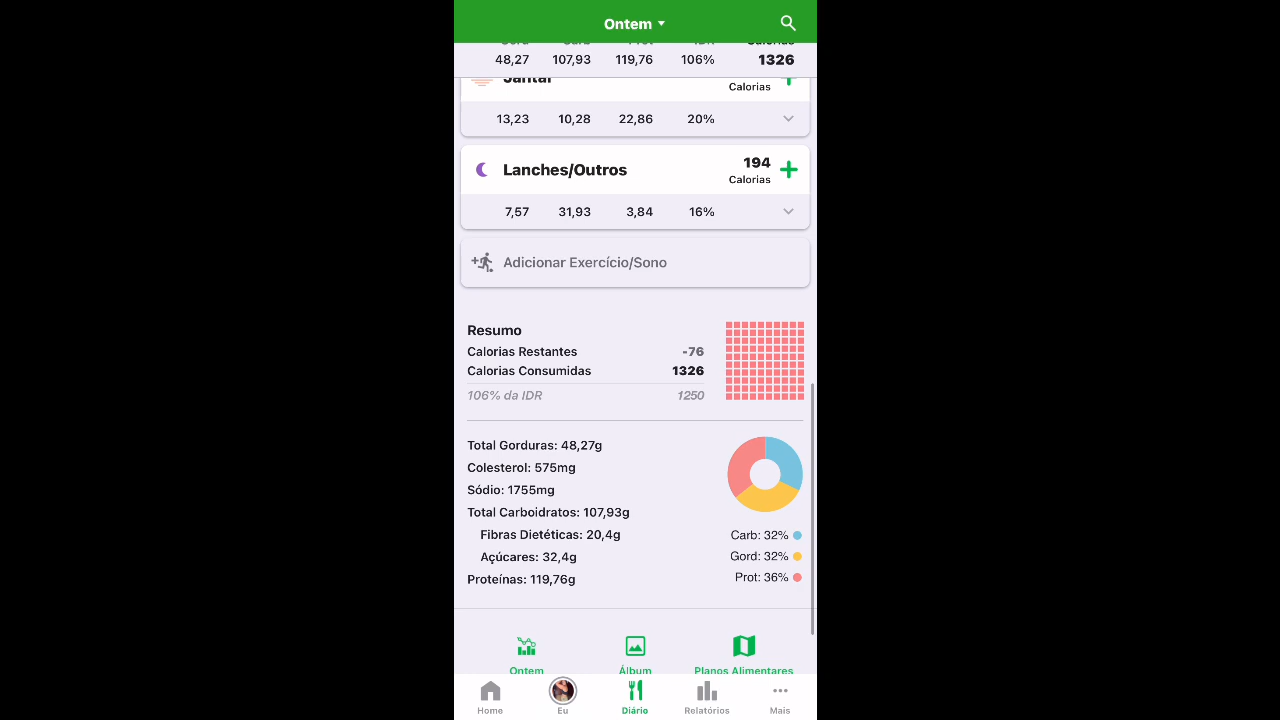 Ontem
48,27 107,93 119,76 106% 1326
Jantar
Calorias
13,23 10,28 22,86 20%
Lanches/Outros 194
Calorias
7,57 31,93 3,84 16%
Adicionar Exercício/Sono
Resumo
Calorias Restantes -76
Calorias Consumidas 1326
106% da IDR 1250
Total Gorduras: 48,27g
Colesterol: 575mg
Sódio: 1755mg
Total Carboidratos: 107,93g
Fibras Dietéticas: 20,4g
Açúcares: 32,4g
Proteínas: 119,76g
Carb: 32%
Gord: 32%
Prot: 36%
Ontem Álbum Planos Alimentares
Home Eu Diário Relatórios Mais